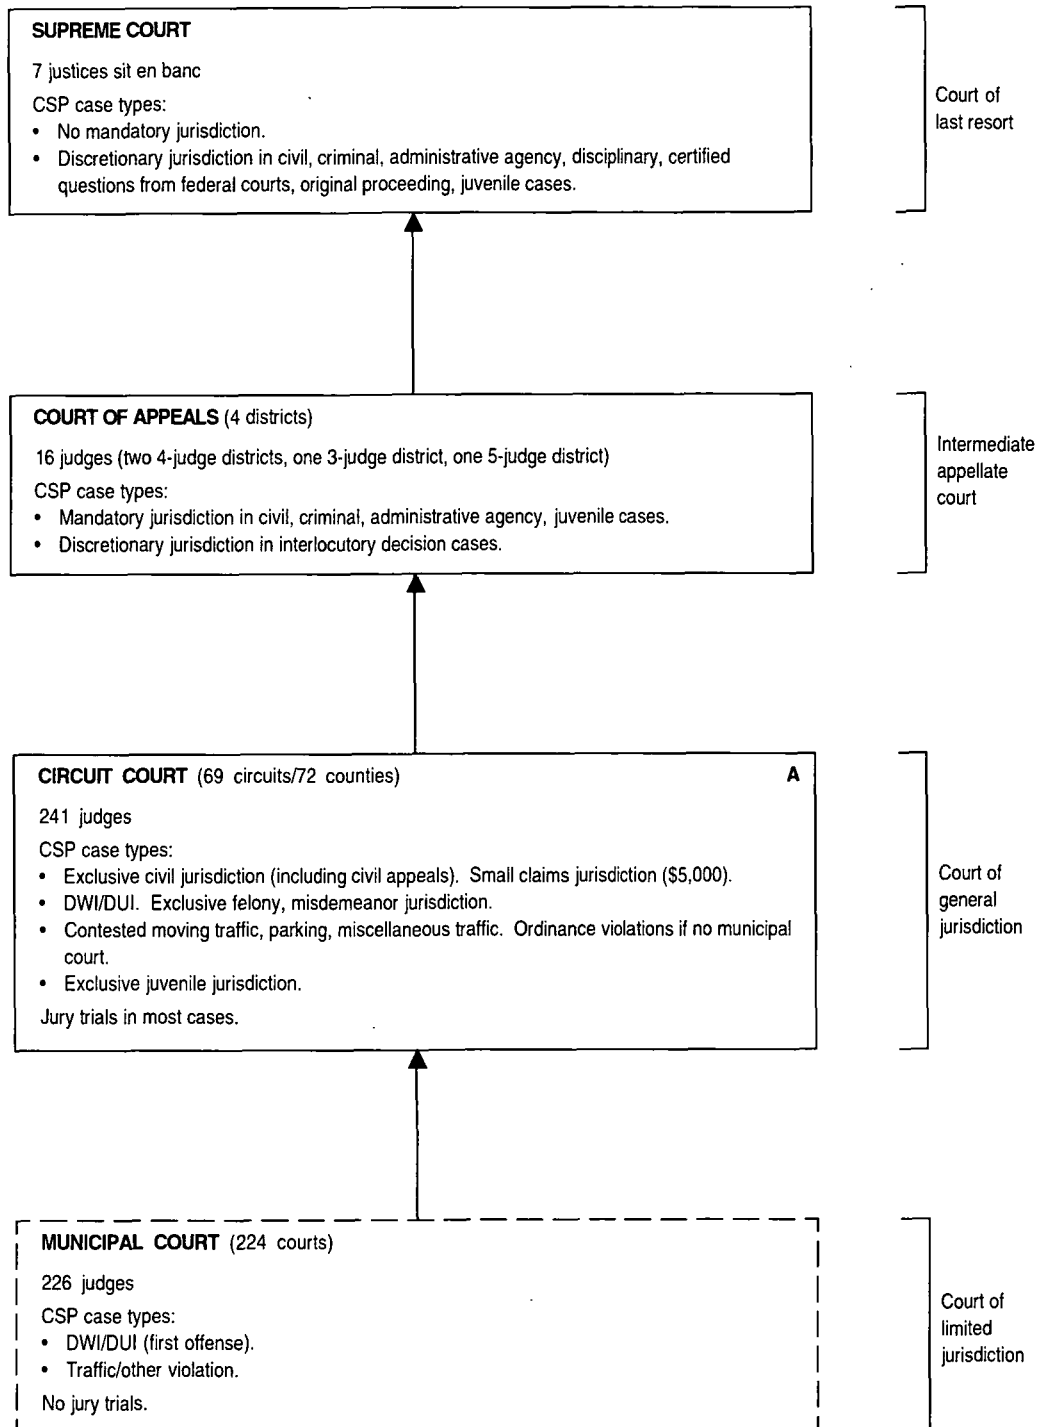 SUPREME COURT
7 justices sit en banc
CSP case types:
• No mandatory jurisdiction.
• Discretionary jurisdiction in civil, criminal, administrative agency, disciplinary, certified
questions from federal courts, original proceeding, juvenile cases.
Court of
last resort
COURT OF APPEALS (4 districts)
16 judges (two 4-judge districts, one 3-judge district, one 5-judge district)
CSP case types:
• Mandatory jurisdiction in civil, criminal, administrative agency, juvenile cases.
• Discretionary jurisdiction in interlocutory decision cases.
Intermediate
appellate
court
CIRCUIT COURT (69 circuits/72 counties) A
241 judges
CSP case types:
• Exclusive civil jurisdiction (including civil appeals). Small claims jurisdiction ($5,000).
• DWI/DUI. Exclusive felony, misdemeanor jurisdiction.
• Contested moving traffic, parking, miscellaneous traffic. Ordinance violations if no municipal
court.
• Exclusive juvenile jurisdiction.
Jury trials in most cases.
Court of
general
jurisdiction
MUNICIPAL COURT (224 courts)
226 judges
CSP case types:
• DWI/DUI (first offense).
• Traffic/other violation.
No jury trials.
Court of
limited
jurisdiction